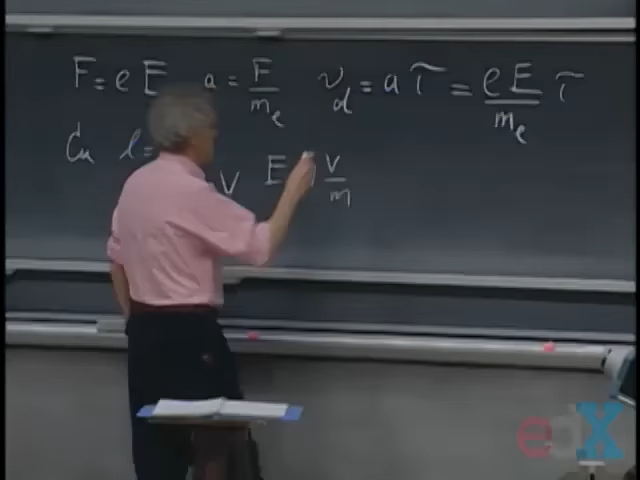 F = e E a = F/mₑ v_d = a τ = eE/mₑ τ
Cu l =
V E V/m
edX